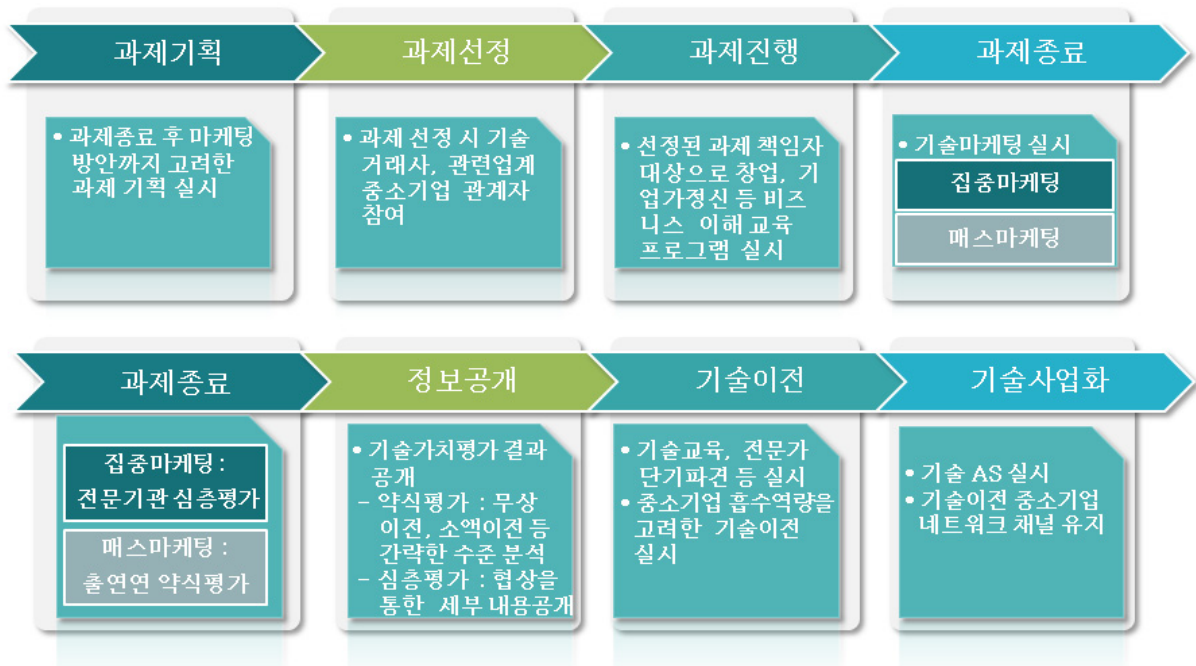 과제기획
과제선정
과제진행
과제종료
• 과제종료 후 마케팅
방안까지 고려한
과제 기획 실시
• 과제 선정 시 기술
거래사, 관련업계
중소기업 관계자
참여
• 선정된 과제 책임자
대상으로 창업, 기
업가정신 등 비즈
니스 이해 교육
프로그램 실시
• 기술마케팅 실시
집중마케팅
매스마케팅
과제종료
정보공개
기술이전
기술사업화
집중마케팅 :
전문기관 심층평가
매스마케팅 :
출연연 약식평가
• 기술가치평가 결과
공개
– 약식평가 : 무상
이전, 소액이전 등
간략한 수준 분석
– 심층평가 : 협상을
통한 세부 내용공개
• 기술교육, 전문가
단기파견 등 실시
• 중소기업 흡수역량을
고려한 기술이전
실시
• 기술 AS 실시
• 기술이전 중소기업
네트워크 채널 유지